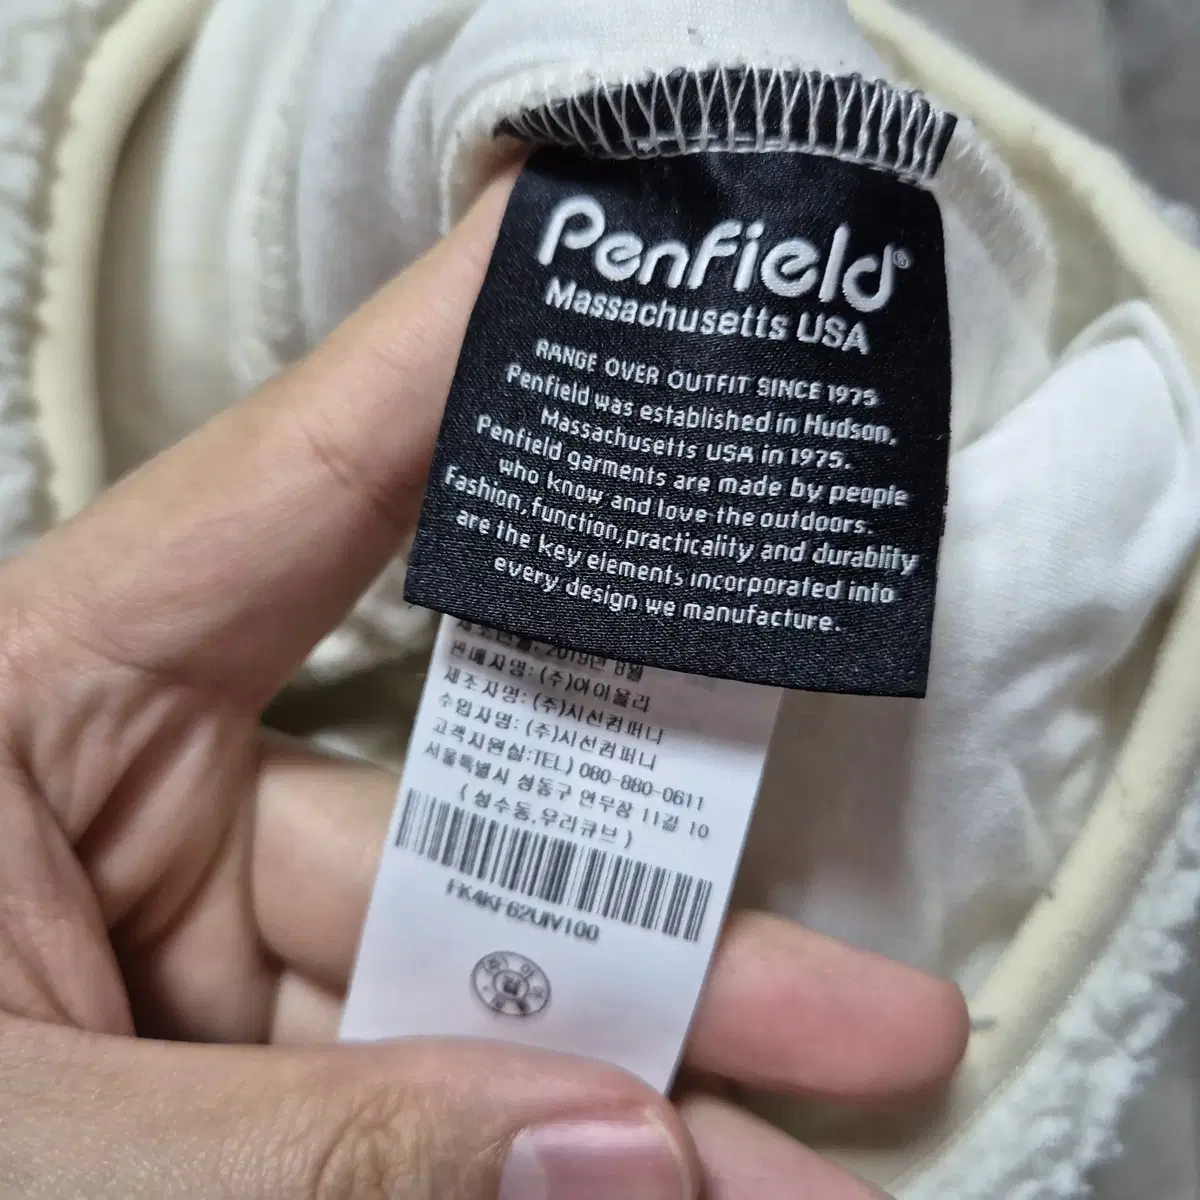 Penfield®
Massachusetts USA
RANGE OVER OUTFIT SINCE 1975
Penfield was established in Hudson,
Massachusetts USA in 1975.
Penfield garments are made by people
who know and love the outdoors.
Fashion, function, practicality and durablity
are the key elements incorporated into
every design we manufacture.
제조년월: 2019년 8월
판매자명: (주)아이올리
제조자명: (주)시선컴퍼니
수입자명: (주)시선컴퍼니
고객지원실:TEL) 080-880-0611
서울특별시 성동구 연무장 11길 10
(성수동,우리큐브)
FK4KF62UIV100